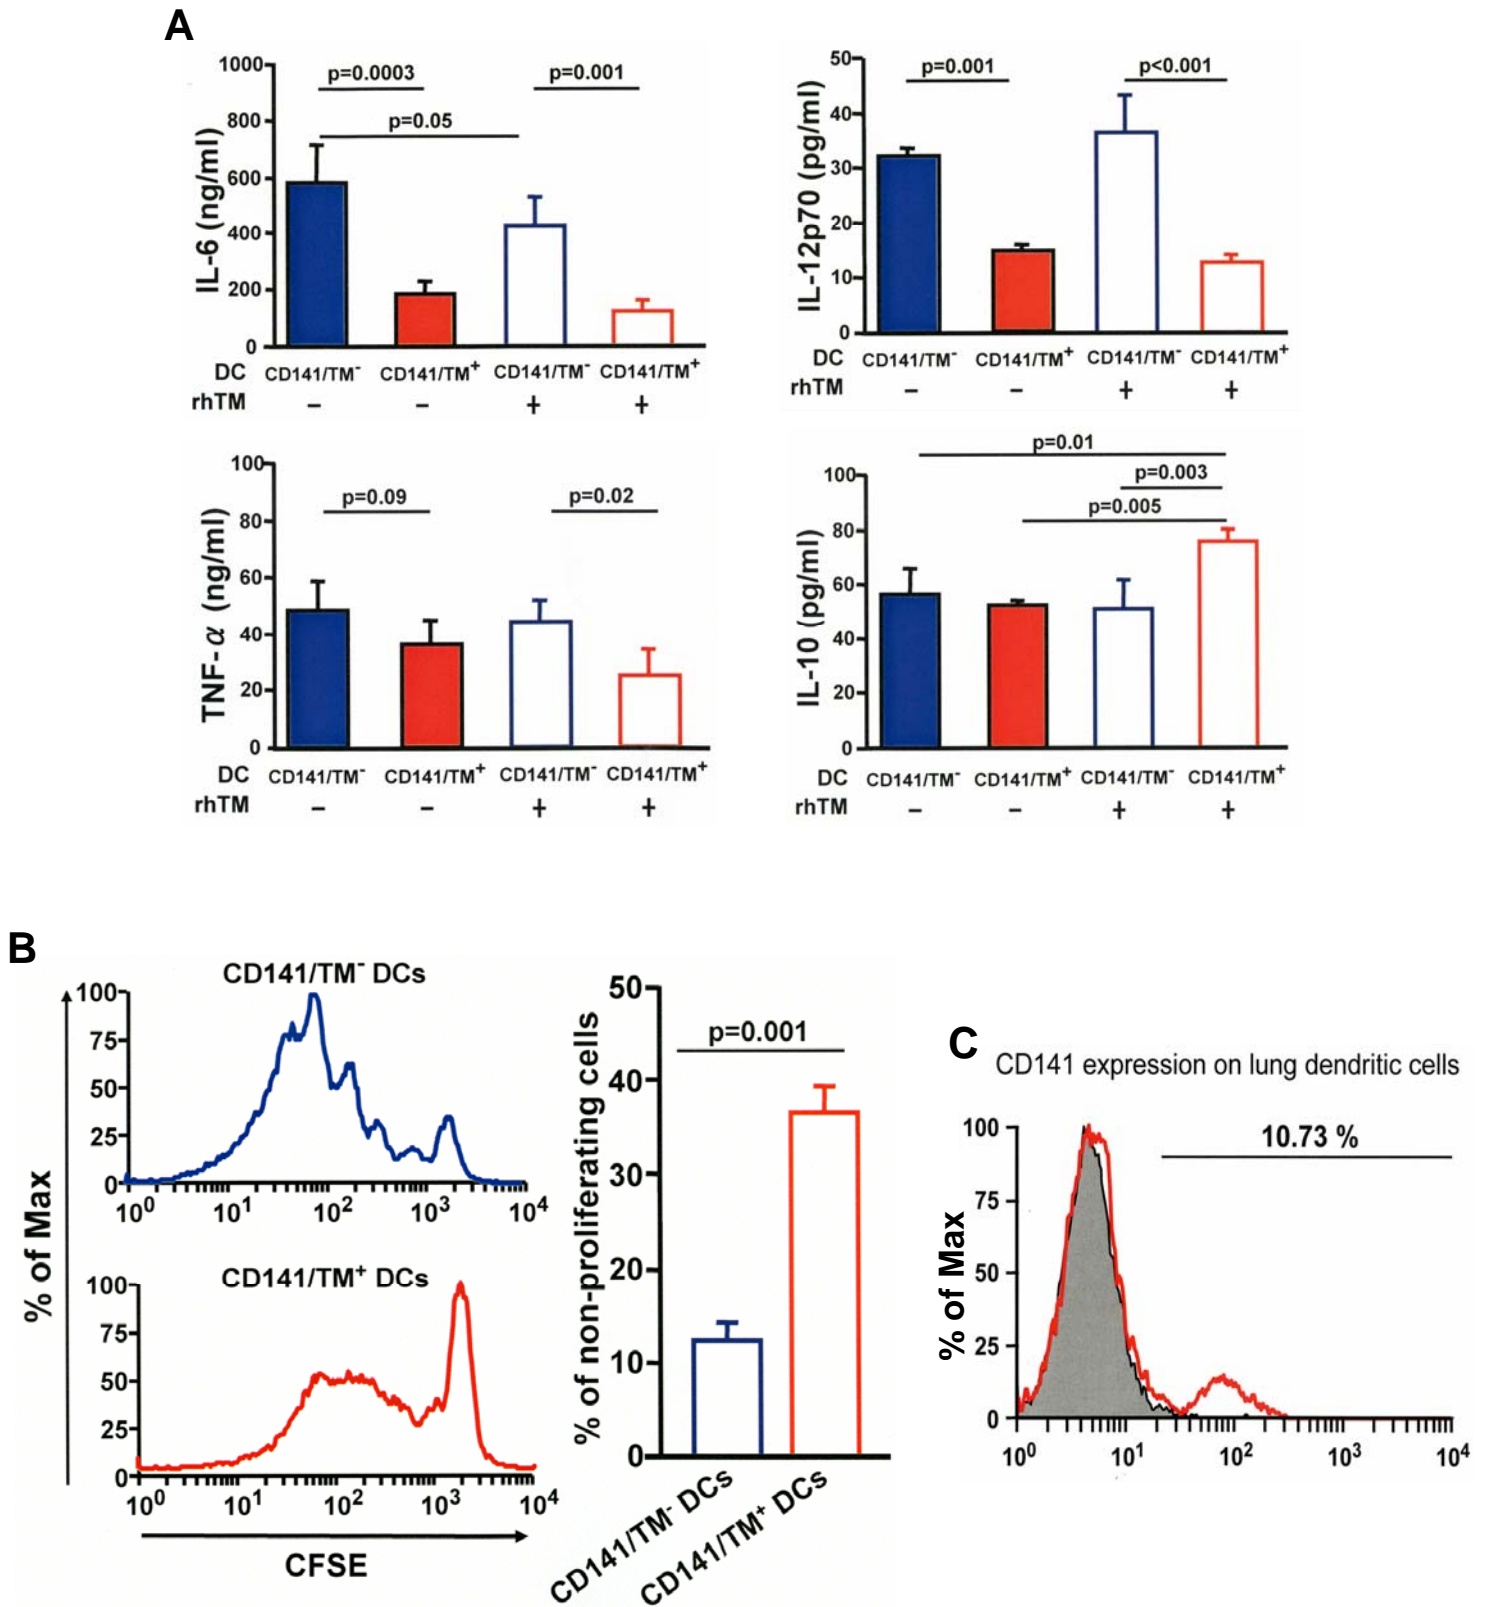 A
IL-6 (ng/ml)
1000
800
600
400
200
0
p=0.0003
p=0.001
p=0.05
DC CD141/TM⁻ CD141/TM⁺ CD141/TM⁻ CD141/TM⁺
rhTM − − + +
IL-12p70 (pg/ml)
50
40
30
20
10
0
p=0.001
p<0.001
DC CD141/TM⁻ CD141/TM⁺ CD141/TM⁻ CD141/TM⁺
rhTM − − + +
TNF-α (ng/ml)
100
80
60
40
20
0
p=0.09
p=0.02
DC CD141/TM⁻ CD141/TM⁺ CD141/TM⁻ CD141/TM⁺
rhTM − − + +
IL-10 (pg/ml)
100
80
60
40
20
0
p=0.01
p=0.003
p=0.005
DC CD141/TM⁻ CD141/TM⁺ CD141/TM⁻ CD141/TM⁺
rhTM − − + +
B
% of Max
CD141/TM⁻ DCs
100
75
50
25
0
10⁰ 10¹ 10² 10³ 10⁴
CD141/TM⁺ DCs
100
75
50
25
0
10⁰ 10¹ 10² 10³ 10⁴
CFSE
% of non-proliferating cells
50
40
30
20
10
0
p=0.001
CD141/TM⁻ DCs
CD141/TM⁺ DCs
C
CD141 expression on lung dendritic cells
10.73 %
% of Max
100
75
50
25
0
10⁰ 10¹ 10² 10³ 10⁴